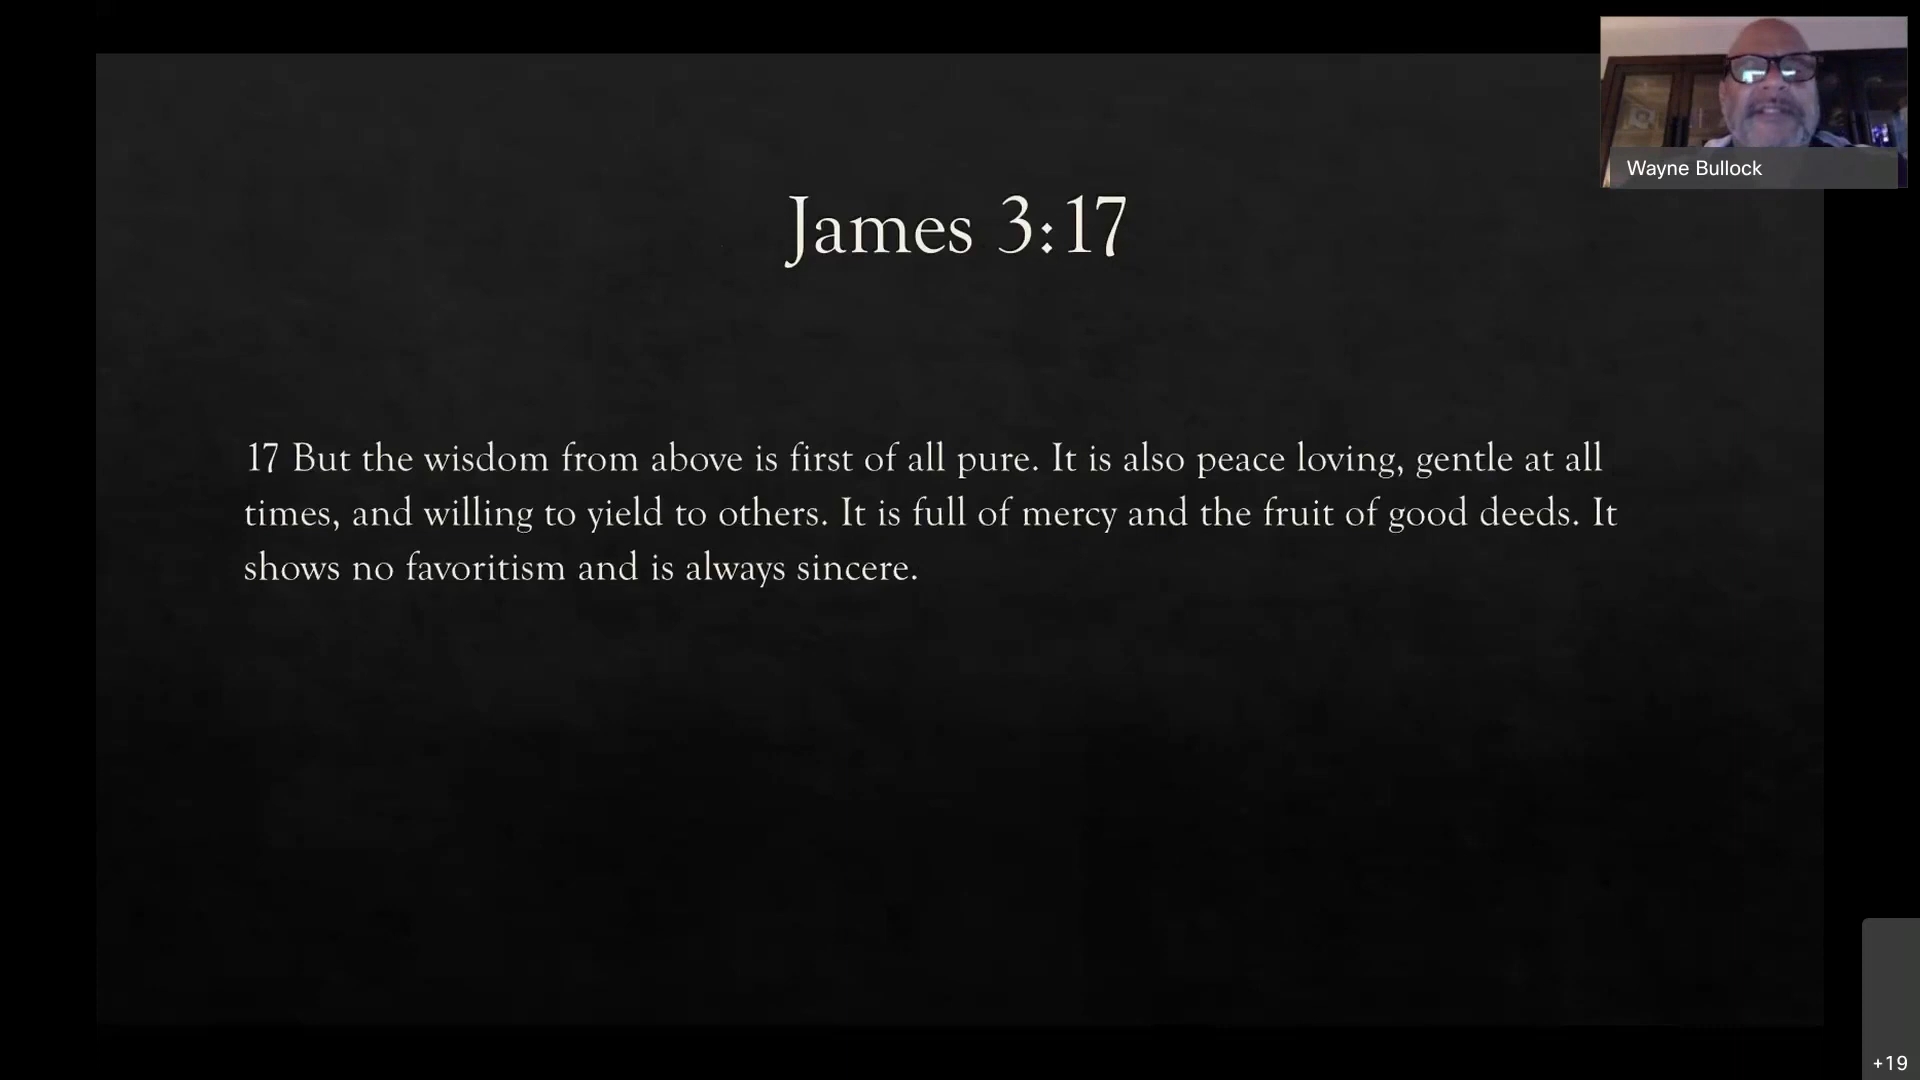 Wayne Bullock
James 3:17
17 But the wisdom from above is first of all pure. It is also peace loving, gentle at all
times, and willing to yield to others. It is full of mercy and the fruit of good deeds. It
shows no favoritism and is always sincere.
+19